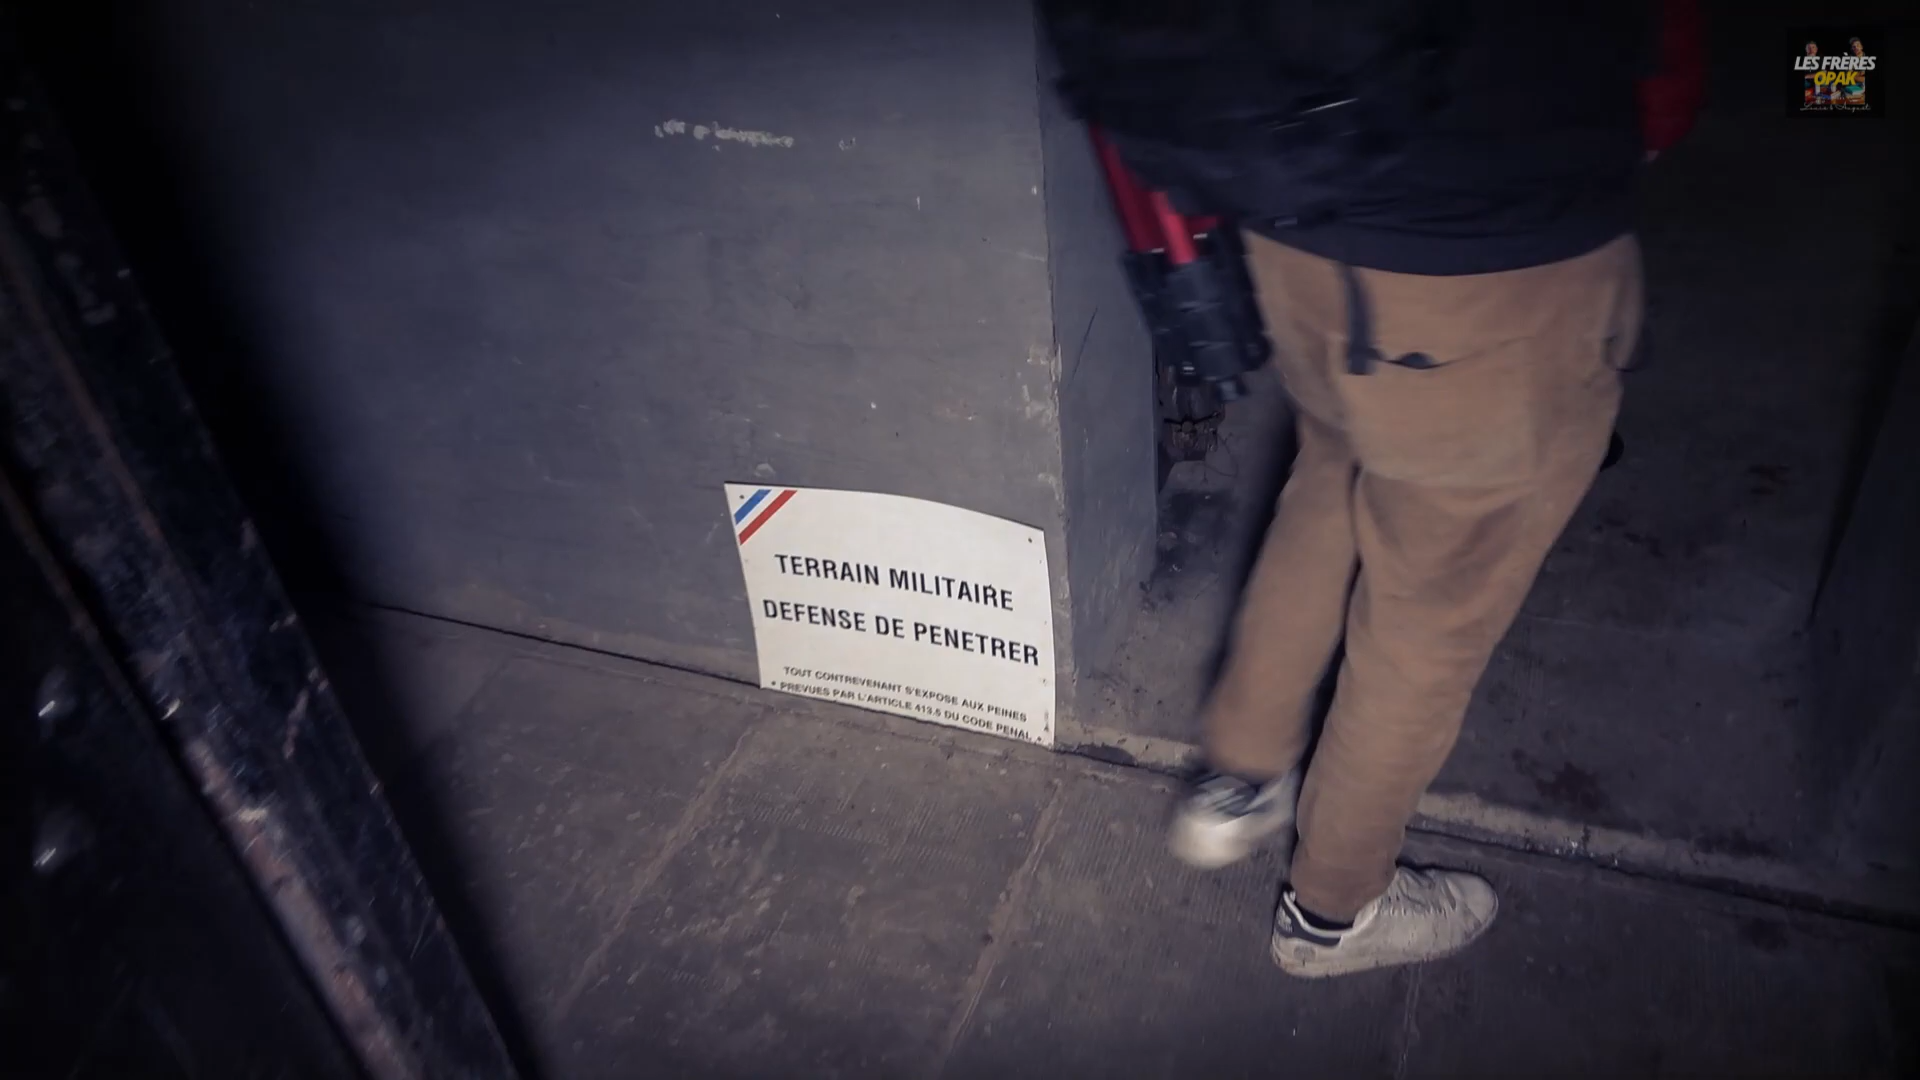 LES FRÈRES
OPAK
TERRAIN MILITAIRE
DEFENSE DE PENETRER
TOUT CONTREVENANT S'EXPOSE AUX PEINES
PREVUES PAR L'ARTICLE 413.5 DU CODE PENAL